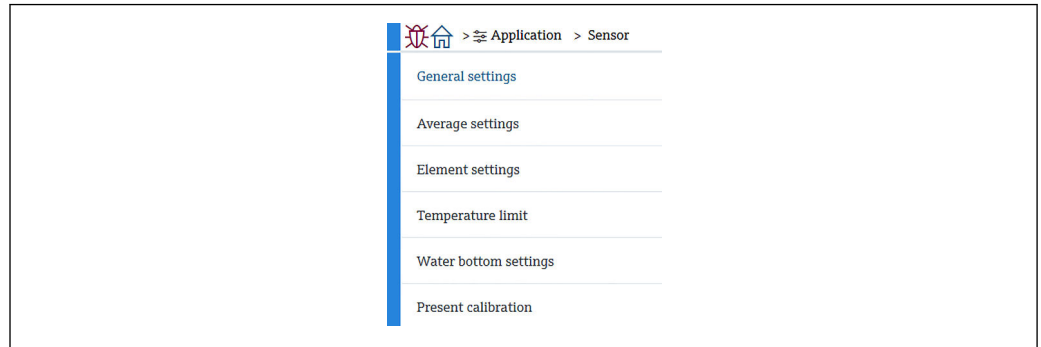 > Application > Sensor
General settings
Average settings
Element settings
Temperature limit
Water bottom settings
Present calibration